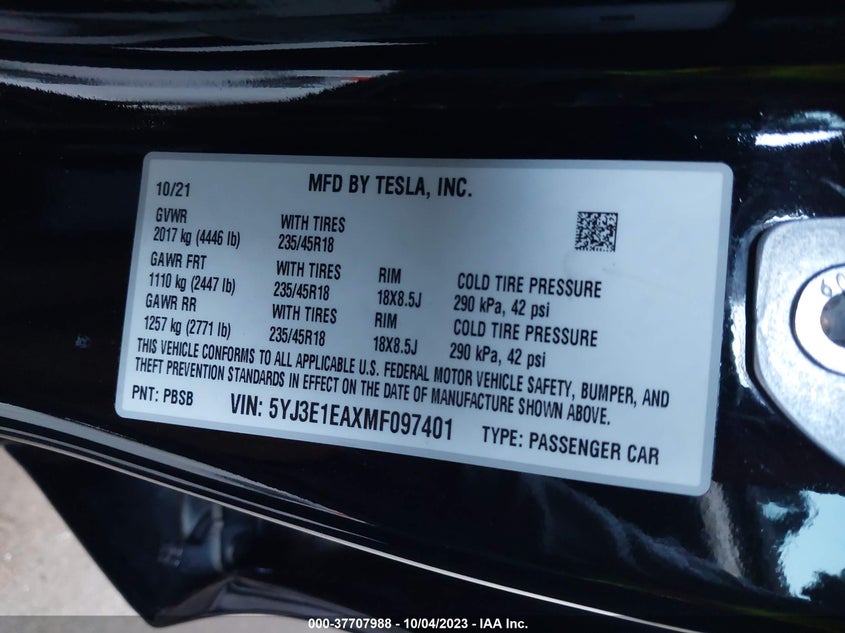 10/21 MFD BY TESLA, INC.
GVWR WITH TIRES
2017 kg (4446 lb) 235/45R18
GAWR FRT WITH TIRES RIM COLD TIRE PRESSURE
1110 kg (2447 lb) 235/45R18 18X8.5J 290 kPa, 42 psi
GAWR RR WITH TIRES RIM COLD TIRE PRESSURE
1257 kg (2771 lb) 235/45R18 18X8.5J 290 kPa, 42 psi
THIS VEHICLE CONFORMS TO ALL APPLICABLE U.S. FEDERAL MOTOR VEHICLE SAFETY, BUMPER, AND
THEFT PREVENTION STANDARDS IN EFFECT ON THE DATE OF MANUFACTURE SHOWN ABOVE.
PNT: PBSB VIN: 5YJ3E1EAXMF097401 TYPE: PASSENGER CAR
000-37707988 - 10/04/2023 - IAA Inc.